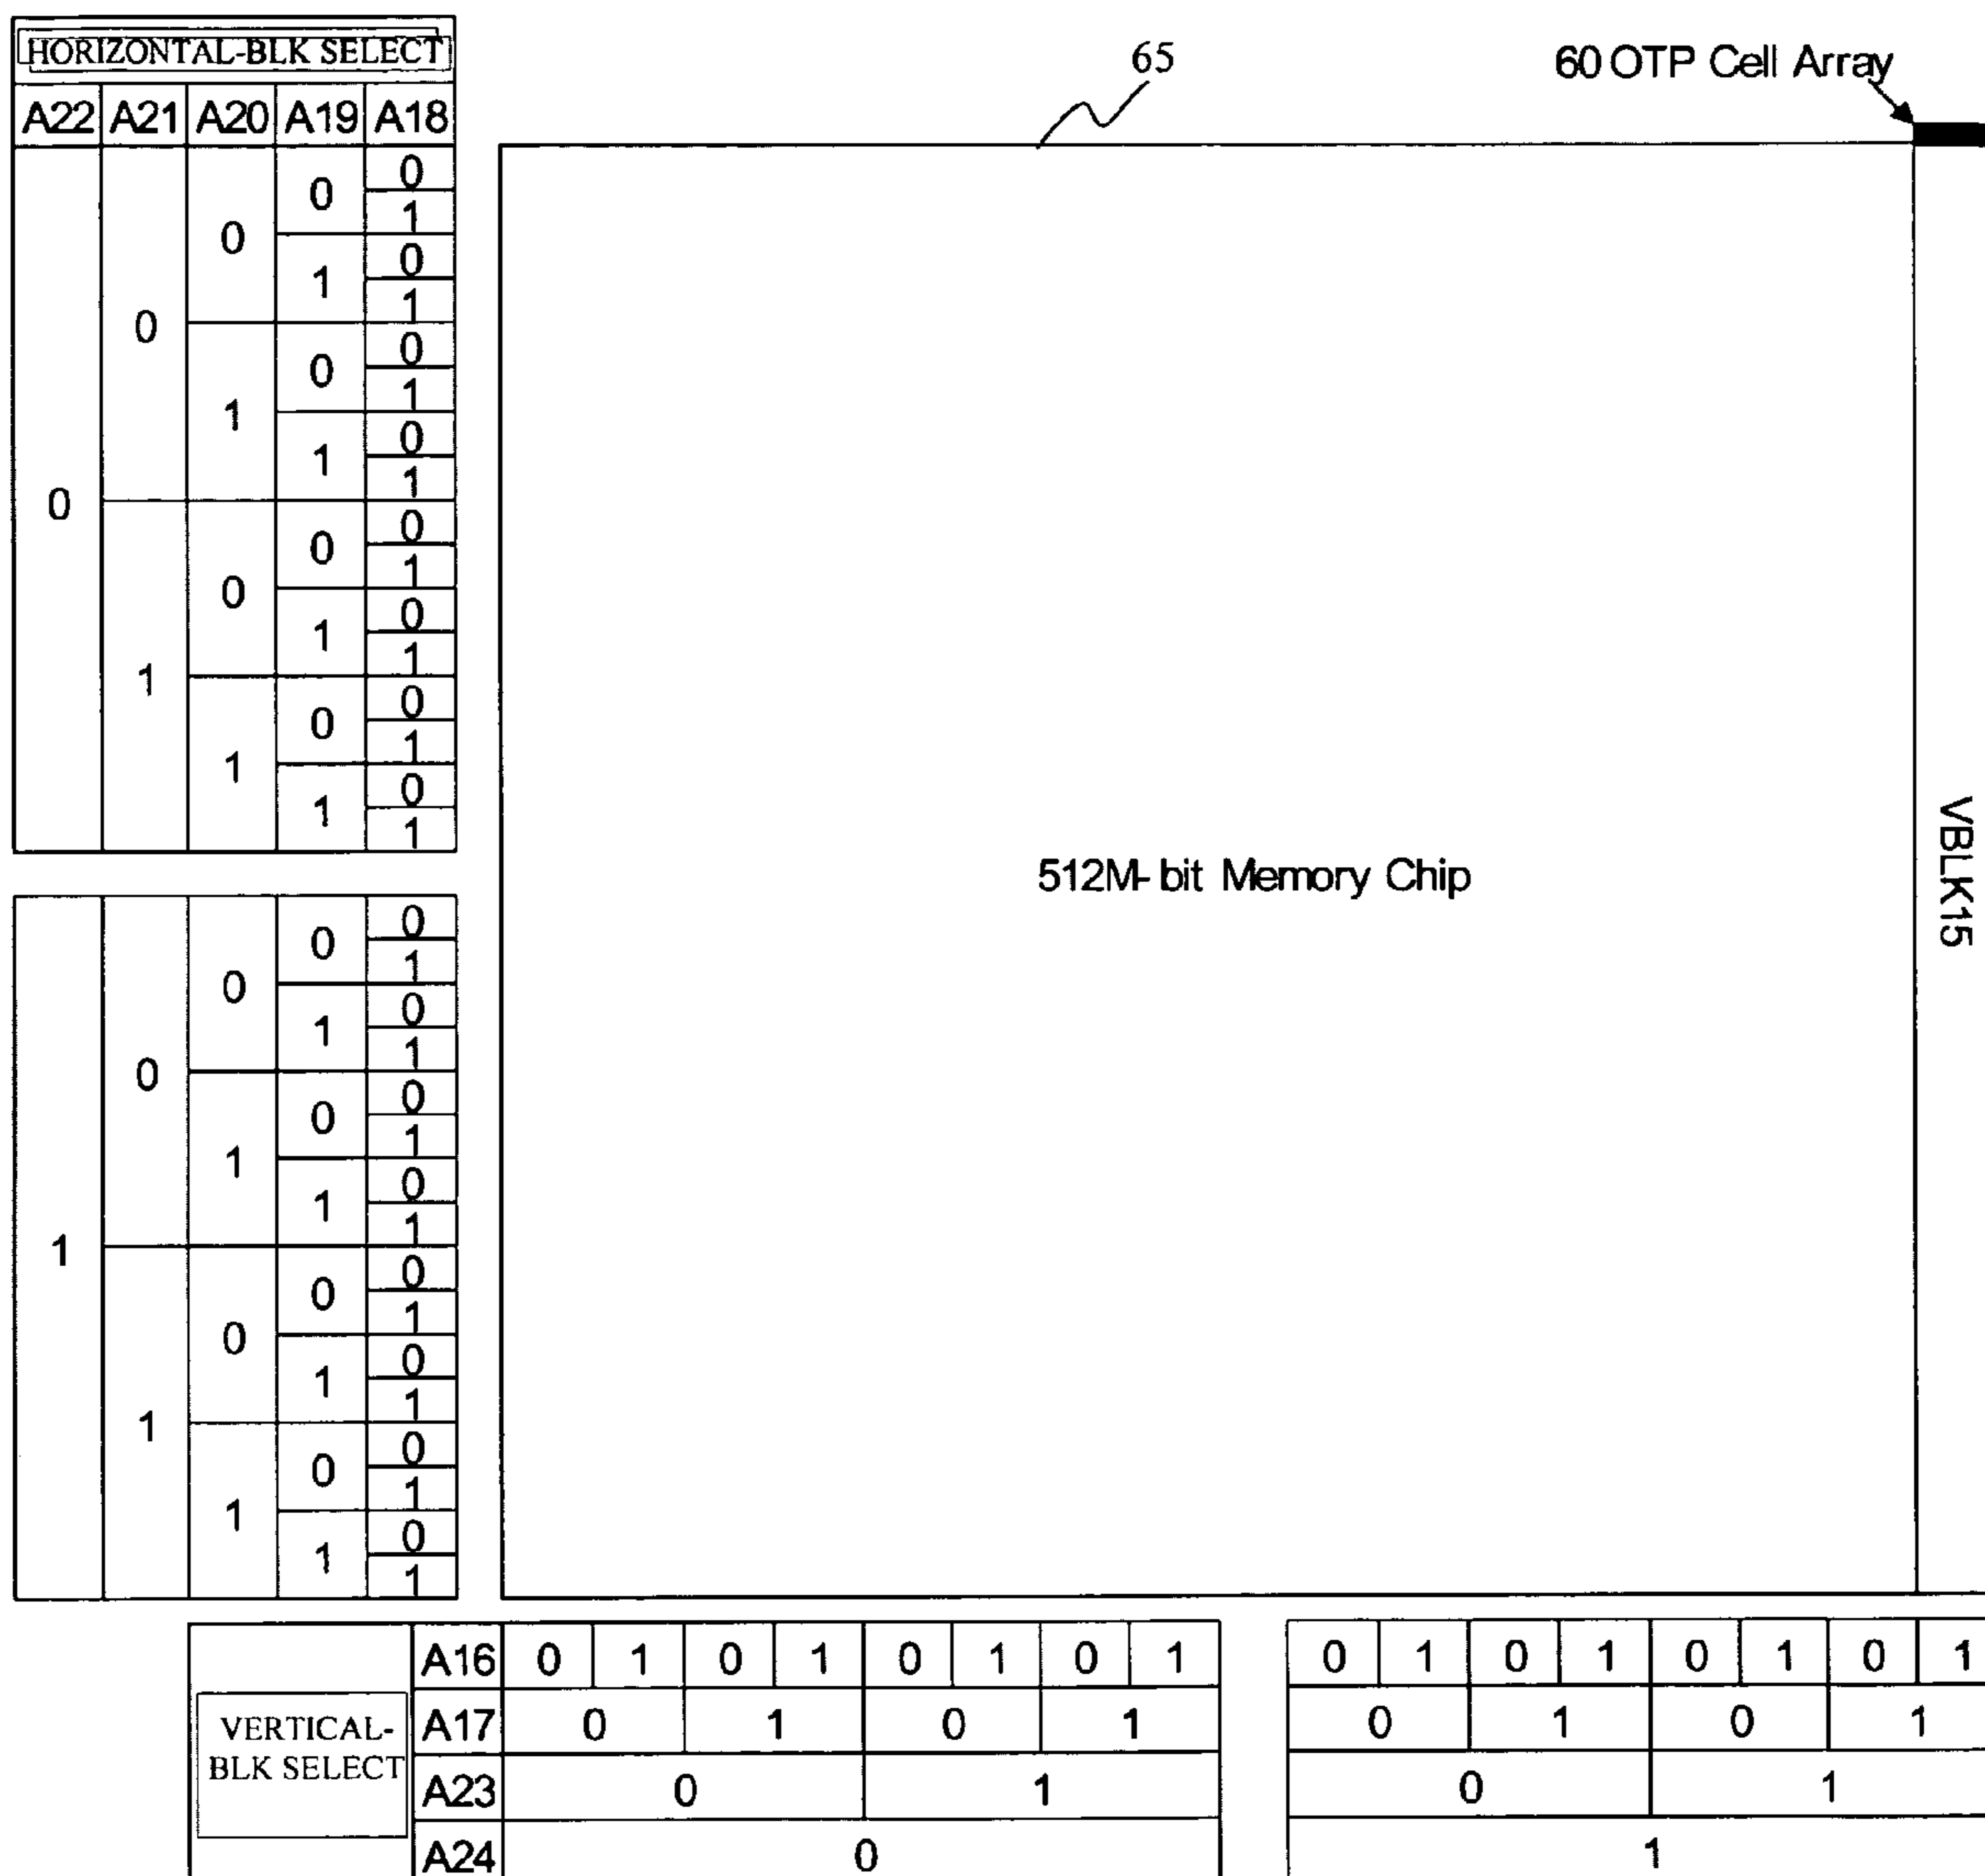 HORIZONTAL-BLK SELECT
A22 A21 A20 A19 A18
0 0 0 0 0
1
1 0
1
1 0 0
1
1 0
1
1 0 0 0
1
1 0
1
1 0 0
1
1 0
1
1 0 0 0 0
1
1 0
1
1 0 0
1
1 0
1
1 0 0 0
1
1 0
1
1 0 0
1
1 0
1
65
60 OTP Cell Array
512M-bit Memory Chip
VBLK15
VERTICAL-
BLK SELECT
A16 0 1 0 1 0 1 0 1 0 1 0 1 0 1 0 1
A17 0 1 0 1 0 1 0 1
A23 0 1 0 1
A24 0 1